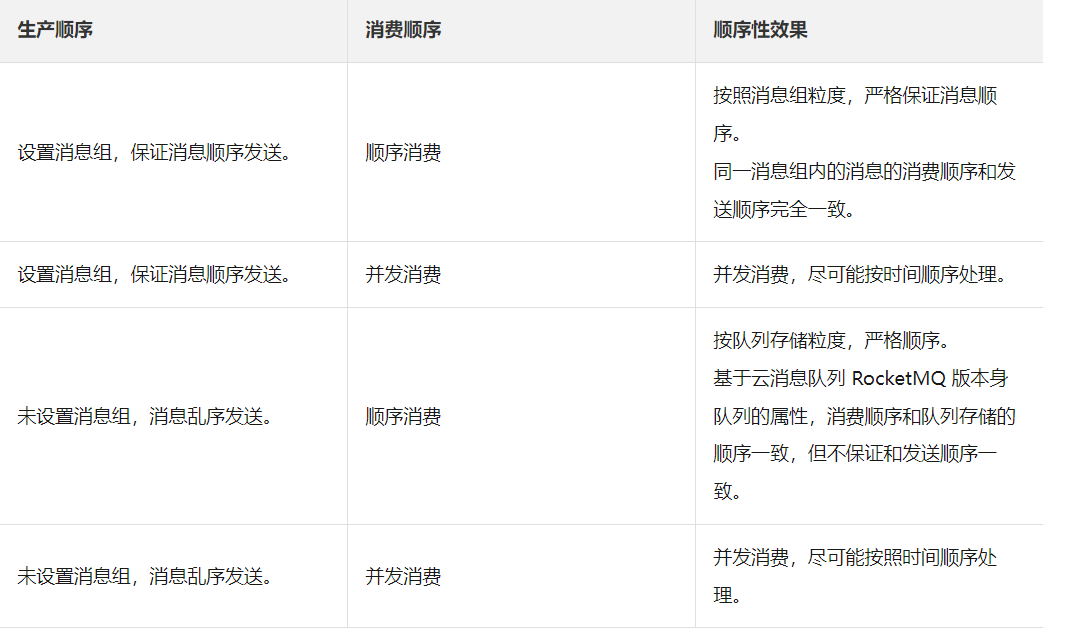 生产顺序
消费顺序
顺序性效果
设置消息组，保证消息顺序发送。
顺序消费
按照消息组粒度，严格保证消息顺
序。
同一消息组内的消息的消费顺序和发
送顺序完全一致。
设置消息组，保证消息顺序发送。
并发消费
并发消费，尽可能按时间顺序处理。
未设置消息组，消息乱序发送。
顺序消费
按队列存储粒度，严格顺序。
基于云消息队列 RocketMQ 版本身
队列的属性，消费顺序和队列存储的
顺序一致，但不保证和发送顺序一
致。
未设置消息组，消息乱序发送。
并发消费
并发消费，尽可能按照时间顺序处
理。